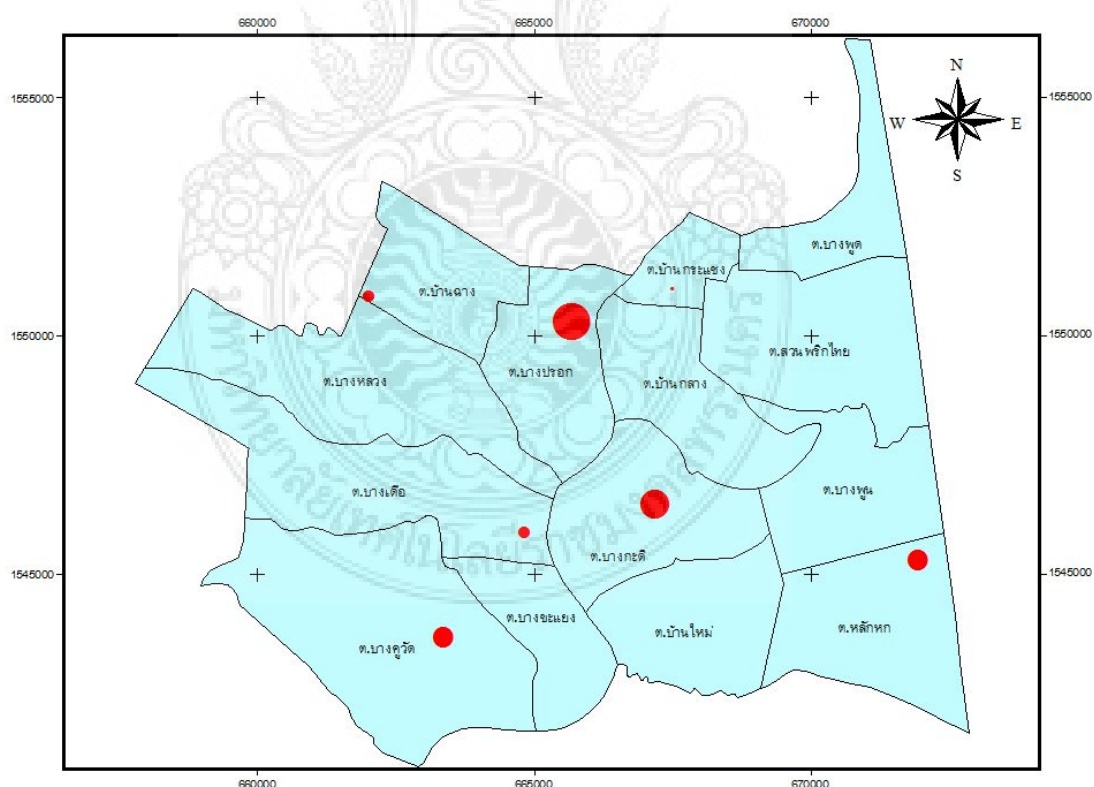 660000 665000 670000
1555000 1555000
N
W E
S
ต.บางพูด
ต.บ้านกระแชง
ต.บ้านฉาง
1550000 1550000
ต.สวนพริกไทย
ต.บางหลวง ต.บางปรอก ต.บ้านกลาง
ต.บางเดื่อ ต.บางพูน
ต.บางกะดี
1545000 1545000
ต.บางขะแยง
ต.บ้านใหม่ ต.หลักหก
ต.บางคูวัด
660000 665000 670000